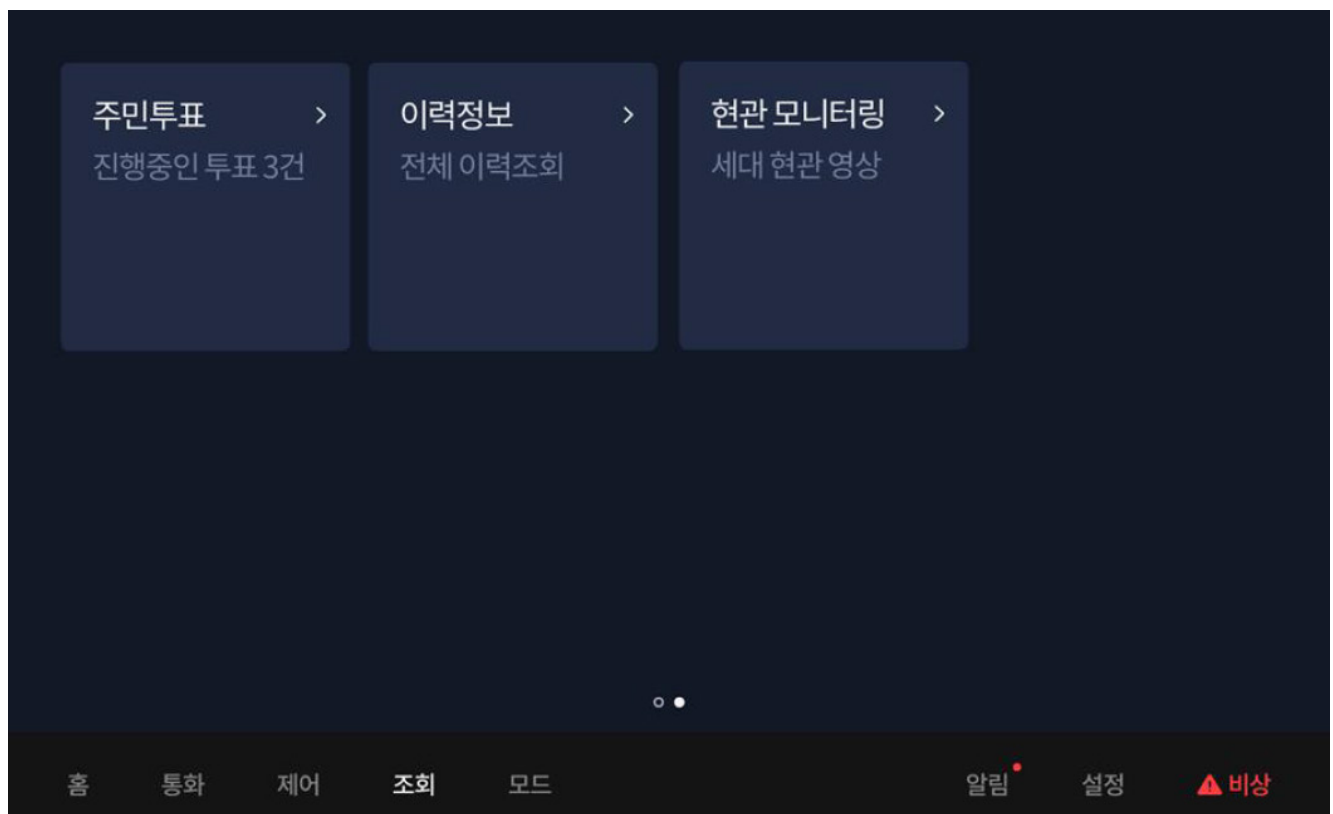 주민투표
진행중인 투표 3건
이력정보
전체 이력조회
현관 모니터링
세대 현관 영상
홈 통화 제어 조회 모드 알림 설정 비상